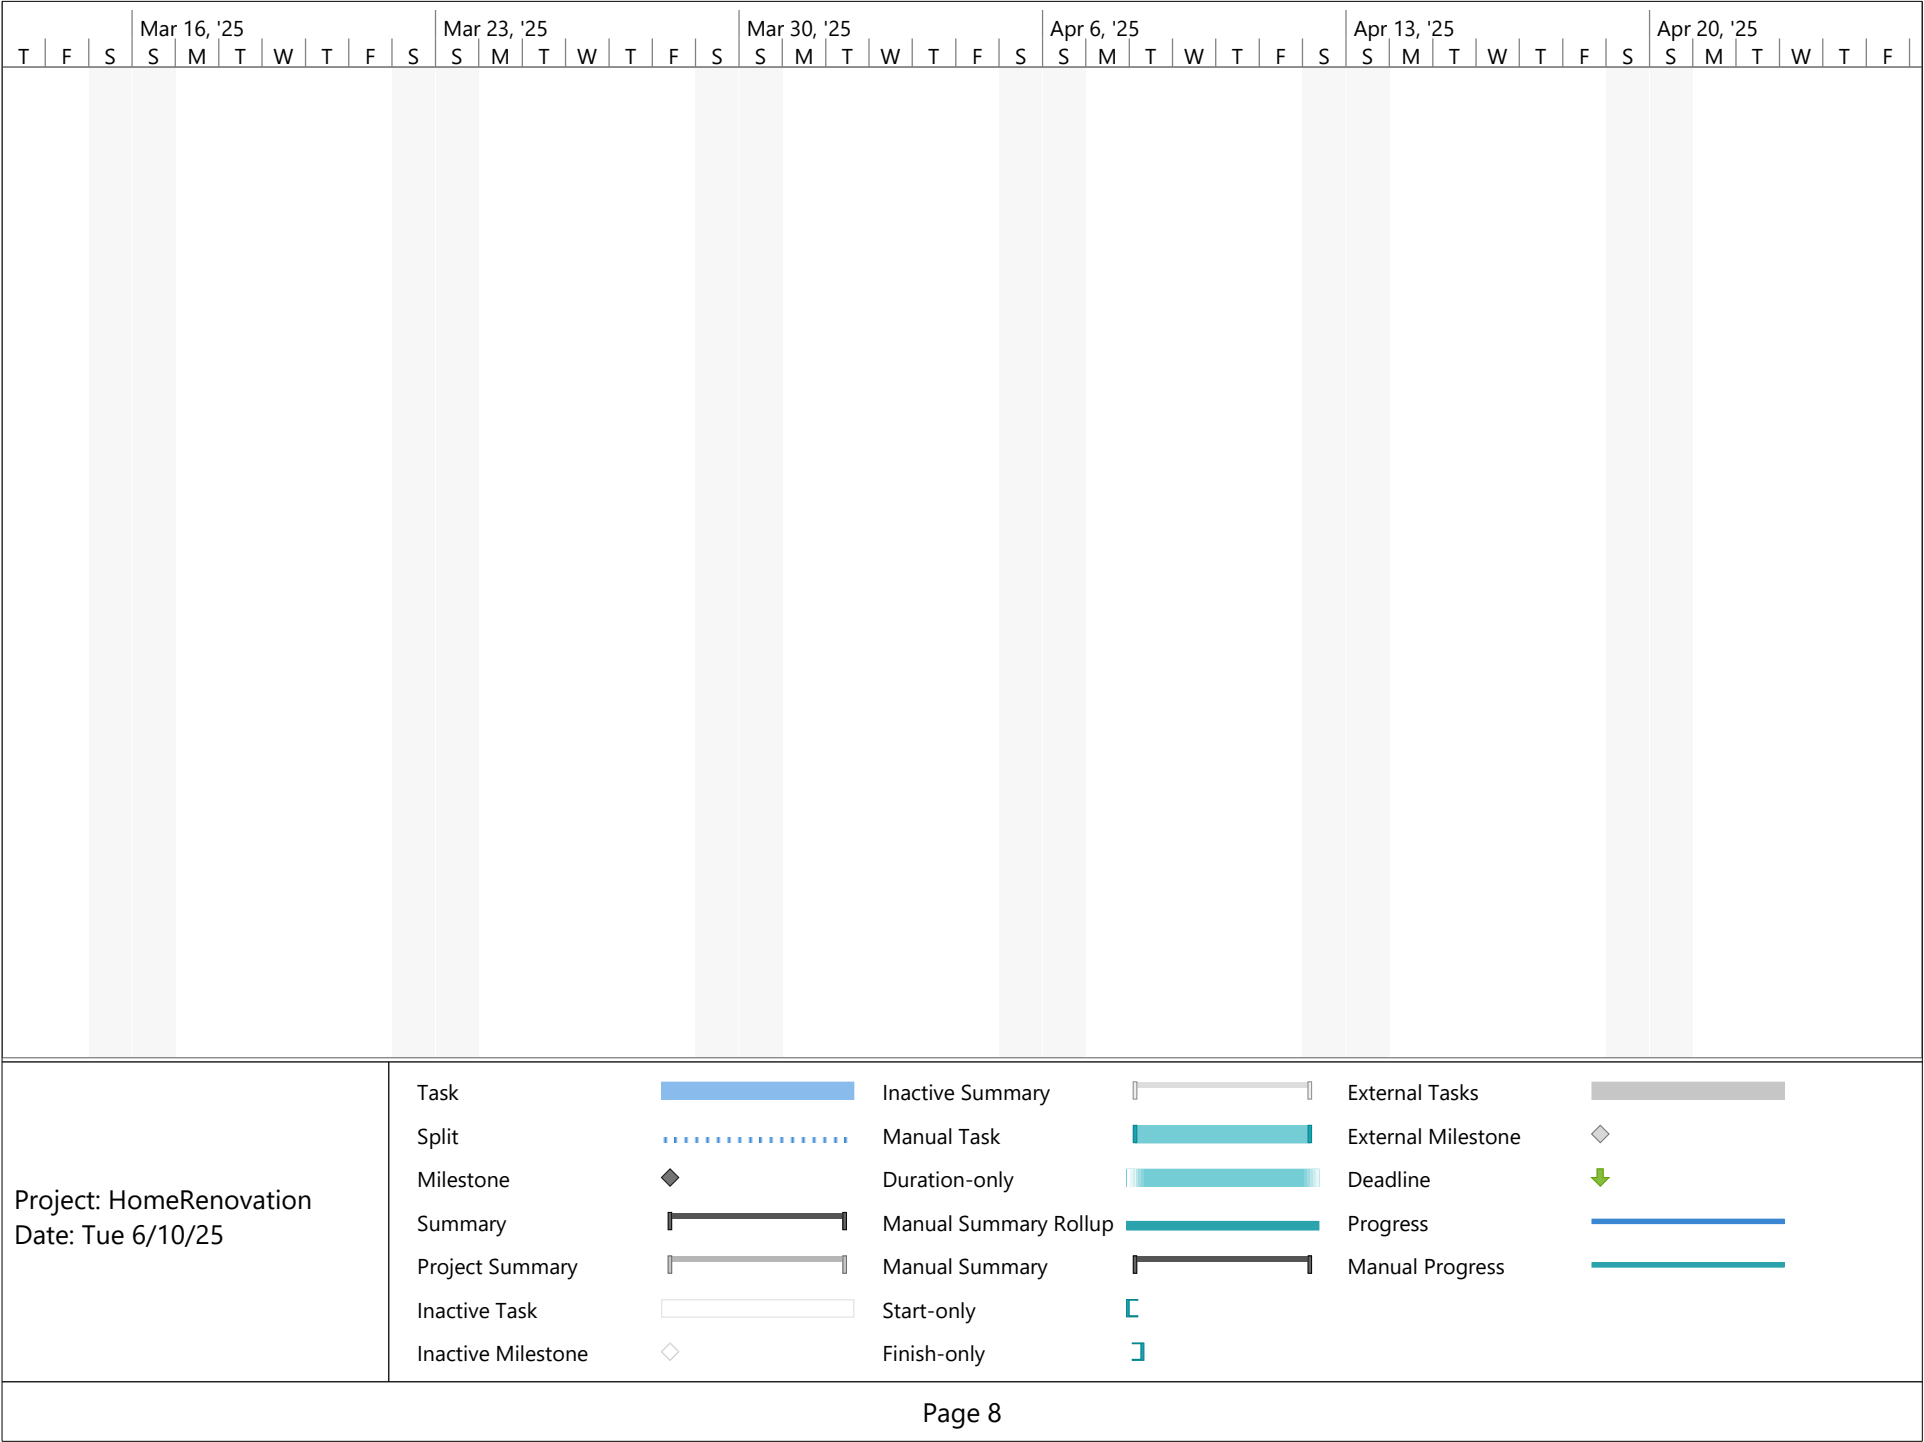 Mar 16, '25 Mar 23, '25 Mar 30, '25 Apr 6, '25 Apr 13, '25 Apr 20, '25
T F S S M T W T F S S M T W T F S S M T W T F S S M T W T F S S M T W T F S S M T W T F
Project: HomeRenovation
Date: Tue 6/10/25
Task
Split
Milestone
Summary
Project Summary
Inactive Task
Inactive Milestone
Inactive Summary
Manual Task
Duration-only
Manual Summary Rollup
Manual Summary
Start-only
Finish-only
External Tasks
External Milestone
Deadline
Progress
Manual Progress
Page 8